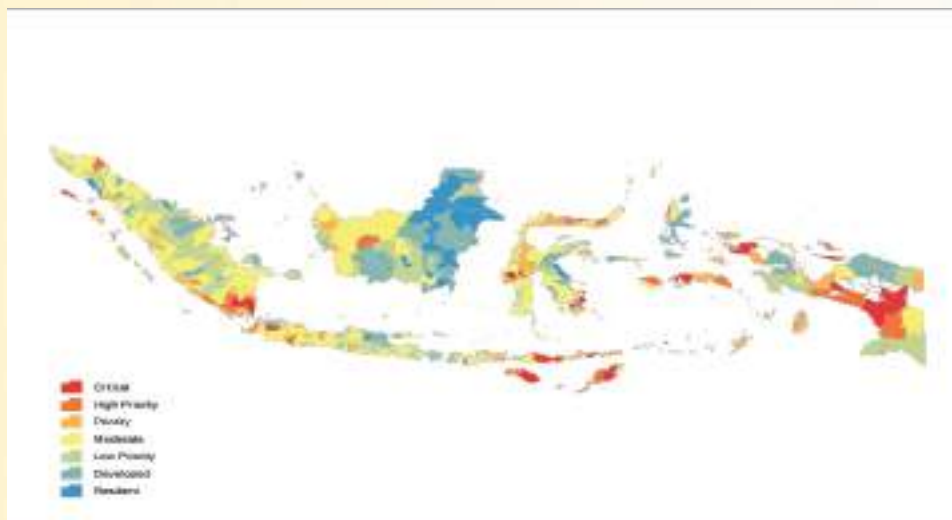 Critical
High Priority
Priority
Moderate
Low Priority
Developed
Resilient